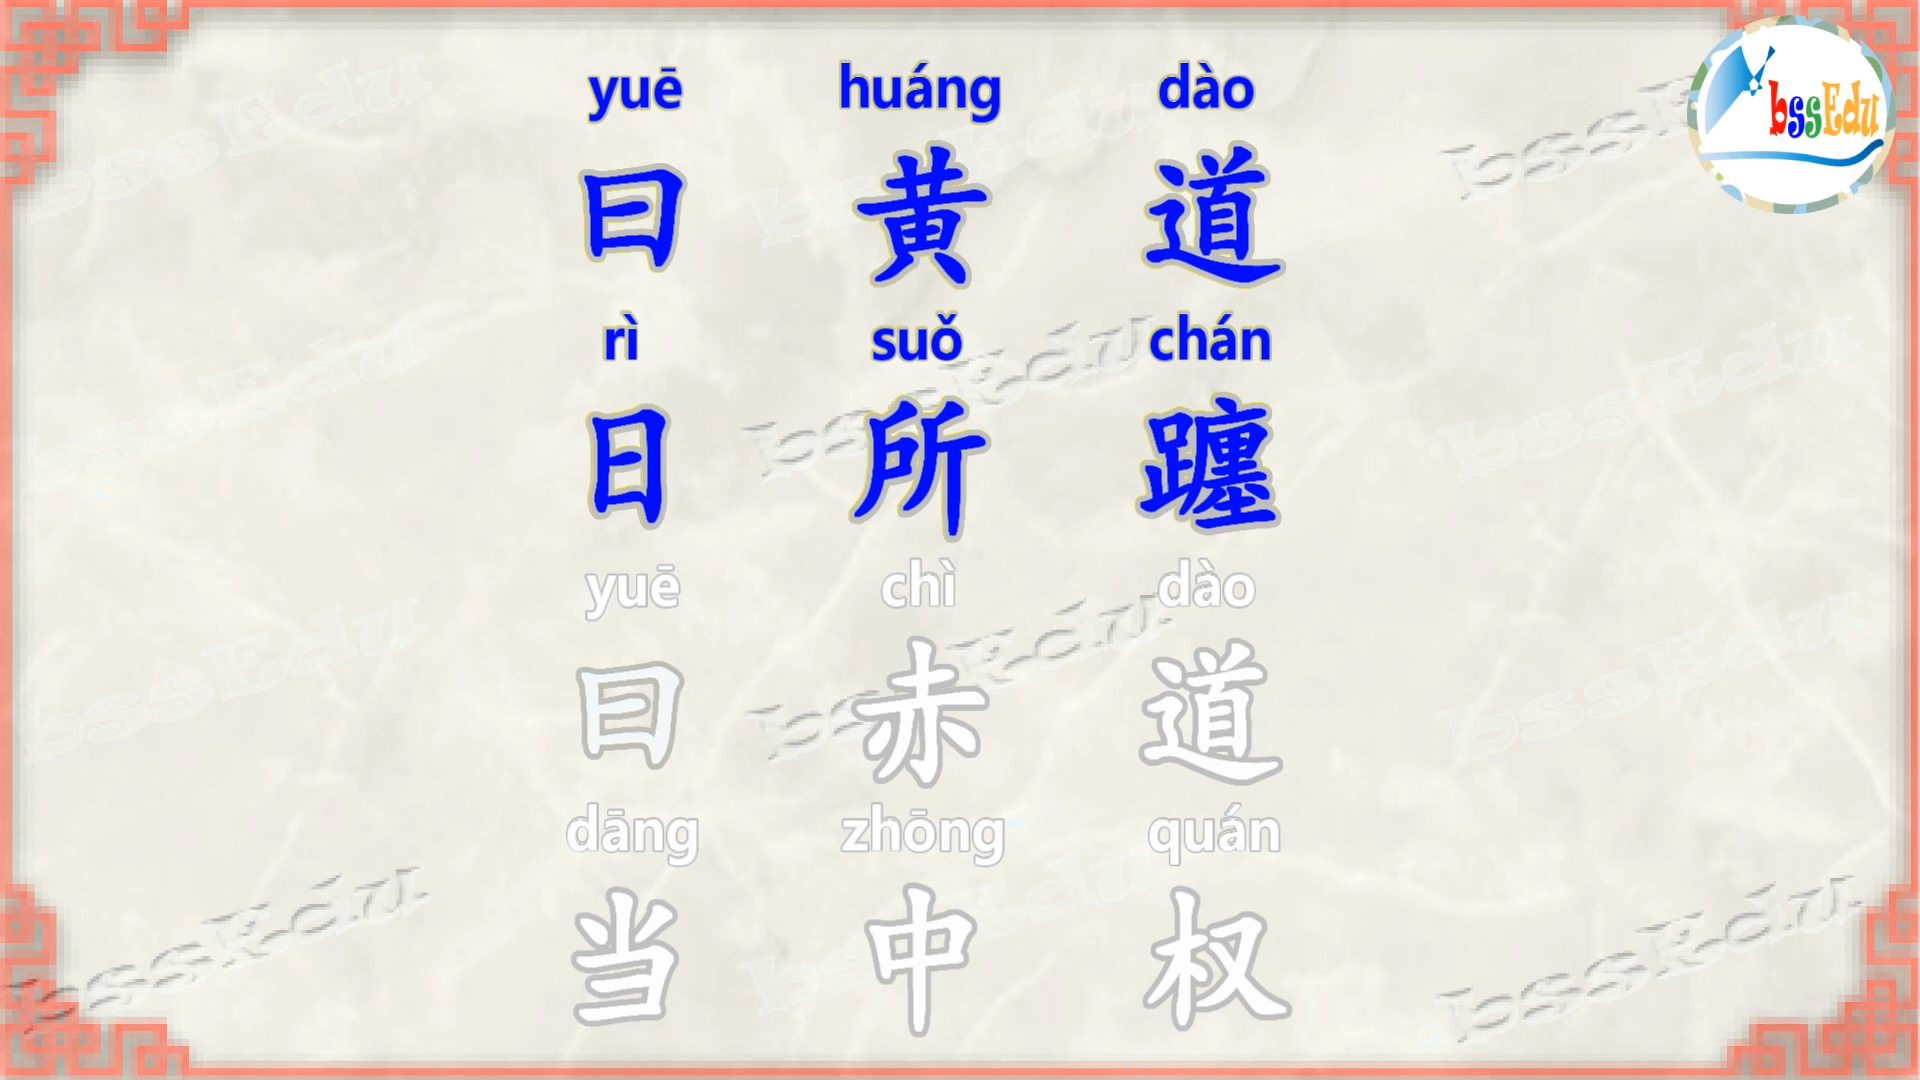 bssEdu
yuē huáng dào
曰黄道
rì suǒ chán
日所躔
yuē chì dào
曰赤道
dāng zhōng quán
当中权